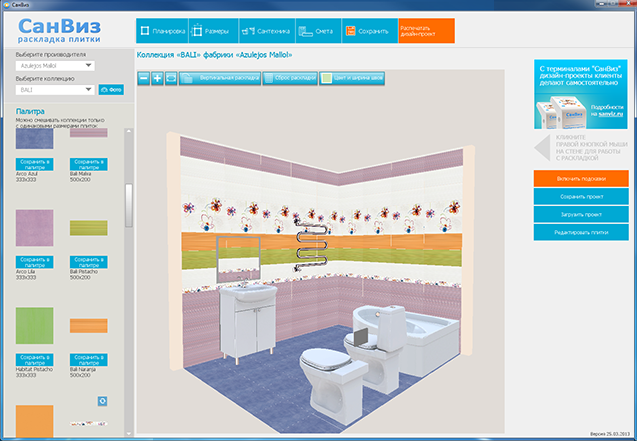 СанВиз
СанВиз
раскладка плитки
Планировка
Размеры
Сантехника
Смета
Сохранить
Распечатать
дизайн-проект
Выберите производителя
Azulejos Mallol
Выберите коллекцию
BALI
Фото
Коллекция «BALI» фабрики «Azulejos Mallol»
Вертикальная раскладка
Сброс раскладки
Цвет и ширина швов
Палитра
Можно смешивать коллекции только
с одинаковыми размерами плиток
Сохранить в
палитре
Сохранить в
палитре
Arco Azul
333x333
Bali Malva
500x200
Сохранить в
палитре
Сохранить в
палитре
Arco Lila
333x333
Bali Pistacho
500x200
Сохранить в
палитре
Сохранить в
палитре
Habitat Pistacho
333x333
Bali Naranja
500x200
С терминалами "СанВиз"
дизайн-проекты клиенты
делают самостоятельно
Подробности
на sanviz.ru
КЛИКНИТЕ
ПРАВОЙ КНОПКОЙ МЫШИ
НА СТЕНЕ ДЛЯ РАБОТЫ
С РАСКЛАДКОЙ
Включить подсказки
Сохранить проект
Загрузить проект
Редактировать плитки
Версия 25.02.2013